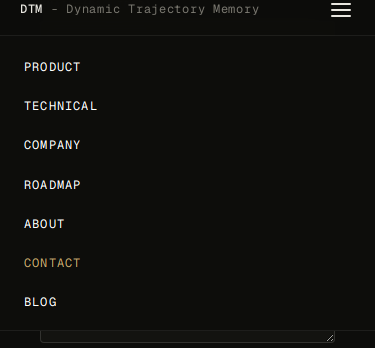 DTM – Dynamic Trajectory Memory
PRODUCT
TECHNICAL
COMPANY
ROADMAP
ABOUT
CONTACT
BLOG